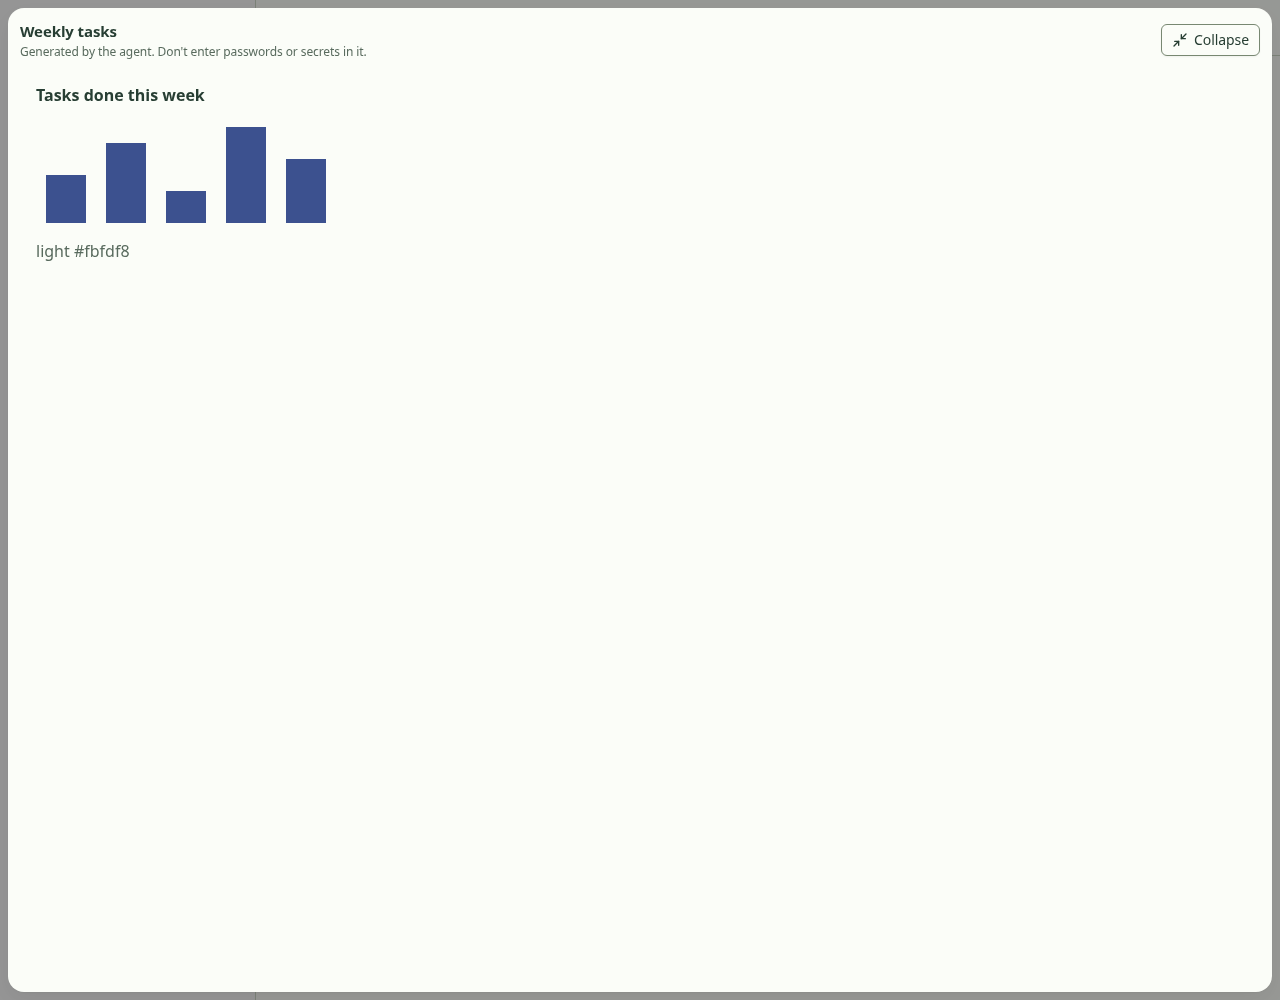 Weekly tasks
Generated by the agent. Don't enter passwords or secrets in it.
Collapse
Tasks done this week
light #fbfdf8